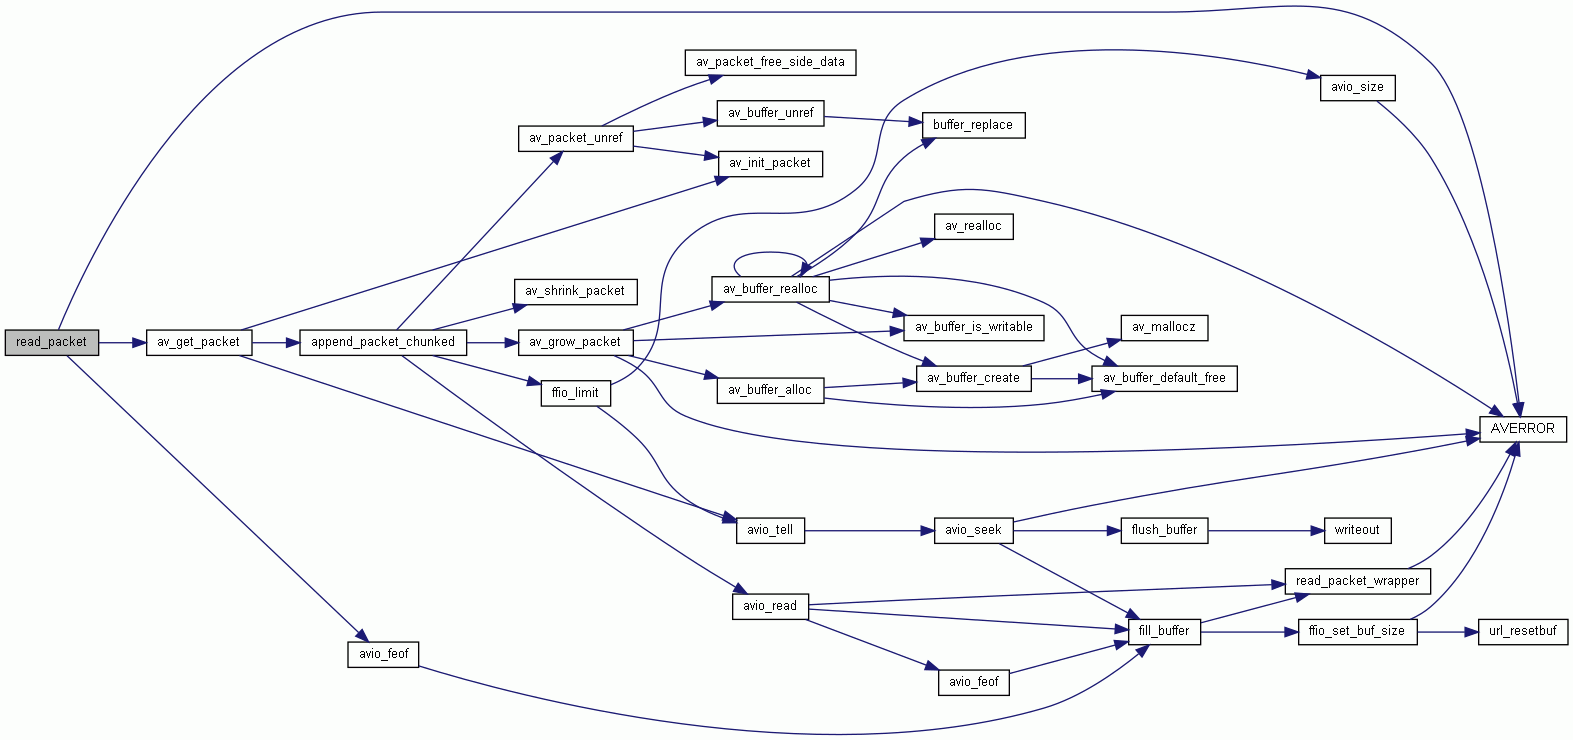 av_packet_free_side_data
avio_size
av_buffer_unref
buffer_replace
av_packet_unref
av_init_packet
av_realloc
av_shrink_packet
av_buffer_realloc
av_buffer_is_writable
av_mallocz
read_packet
av_get_packet
append_packet_chunked
av_grow_packet
av_buffer_create
av_buffer_default_free
ffio_limit
av_buffer_alloc
AVERROR
avio_tell
avio_seek
flush_buffer
writeout
read_packet_wrapper
avio_read
fill_buffer
ffio_set_buf_size
url_resetbuf
avio_feof
avio_feof